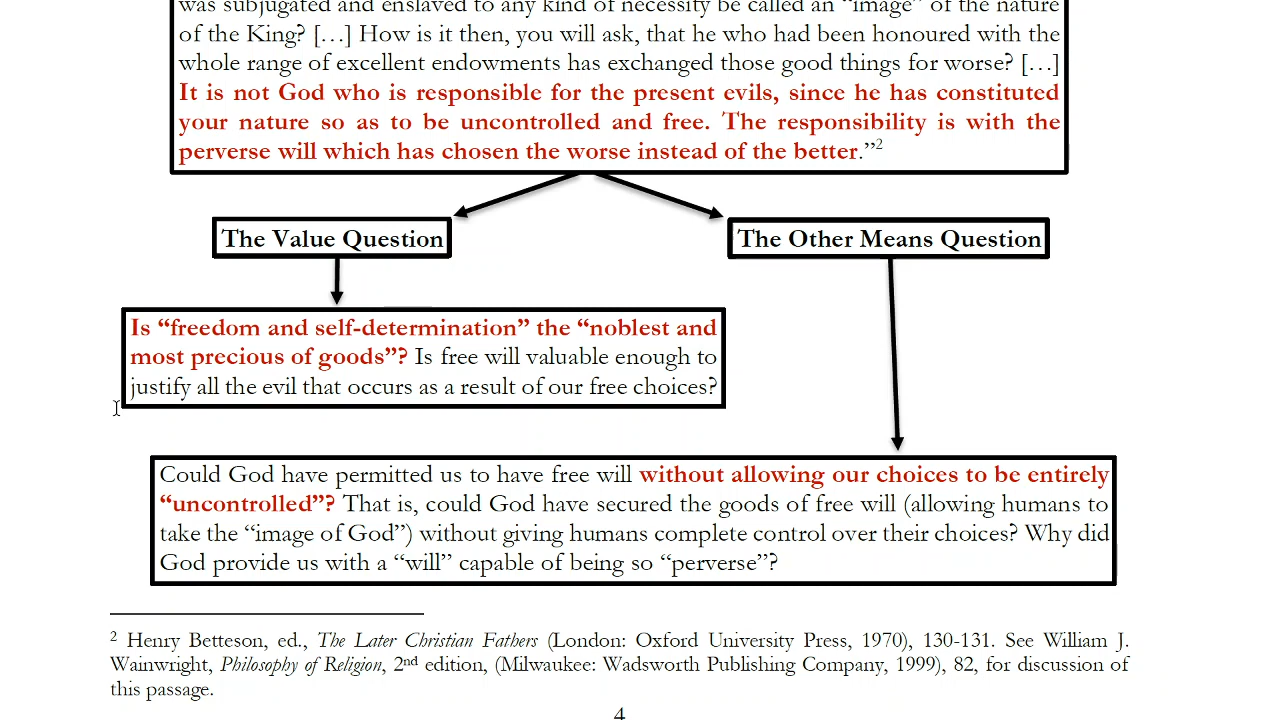 was subjugated and enslaved to any kind of necessity be called an “image” of the nature
of the King? […] How is it then, you will ask, that he who had been honoured with the
whole range of excellent endowments has exchanged those good things for worse? […]
It is not God who is responsible for the present evils, since he has constituted
your nature so as to be uncontrolled and free. The responsibility is with the
perverse will which has chosen the worse instead of the better.”2
The Value Question
The Other Means Question
Is “freedom and self-determination” the “noblest and
most precious of goods”? Is free will valuable enough to
justify all the evil that occurs as a result of our free choices?
Could God have permitted us to have free will without allowing our choices to be entirely
“uncontrolled”? That is, could God have secured the goods of free will (allowing humans to
take the “image of God”) without giving humans complete control over their choices? Why did
God provide us with a “will” capable of being so “perverse”?
2 Henry Betteson, ed., The Later Christian Fathers (London: Oxford University Press, 1970), 130-131. See William J.
Wainwright, Philosophy of Religion, 2nd edition, (Milwaukee: Wadsworth Publishing Company, 1999), 82, for discussion of
this passage.
4